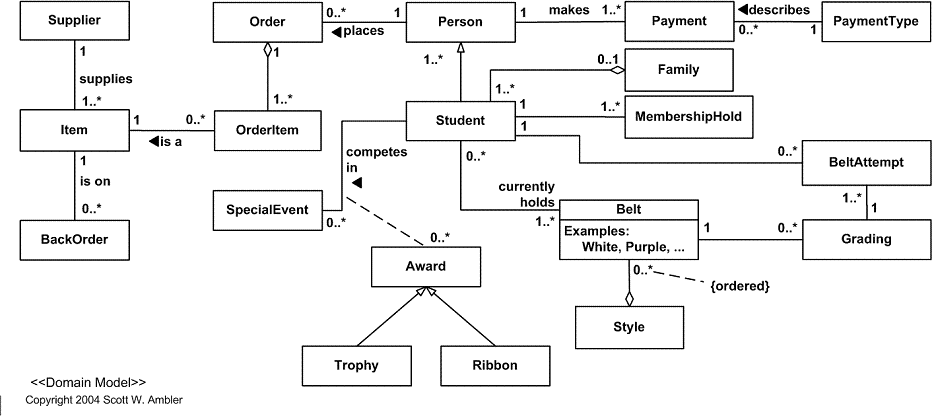 Supplier
Order
0..*
1
Person
1
makes
1..*
Payment
◀describes
PaymentType
◀places
0..*
1
1
supplies
1..*
1
1..*
1..*
0..1
Family
1..*
Item
1
0..*
OrderItem
◀is a
Student
1
1..*
MembershipHold
1
0..*
BeltAttempt
1
is on
0..*
BackOrder
competes
in
◀
0..*
currently
holds
1..*
1..*
1
SpecialEvent
0..*
Belt
Examples:
White, Purple, ...
1
0..*
Grading
0..*
Award
0..*
{ordered}
Style
Trophy
Ribbon
<<Domain Model>>
Copyright 2004 Scott W. Ambler